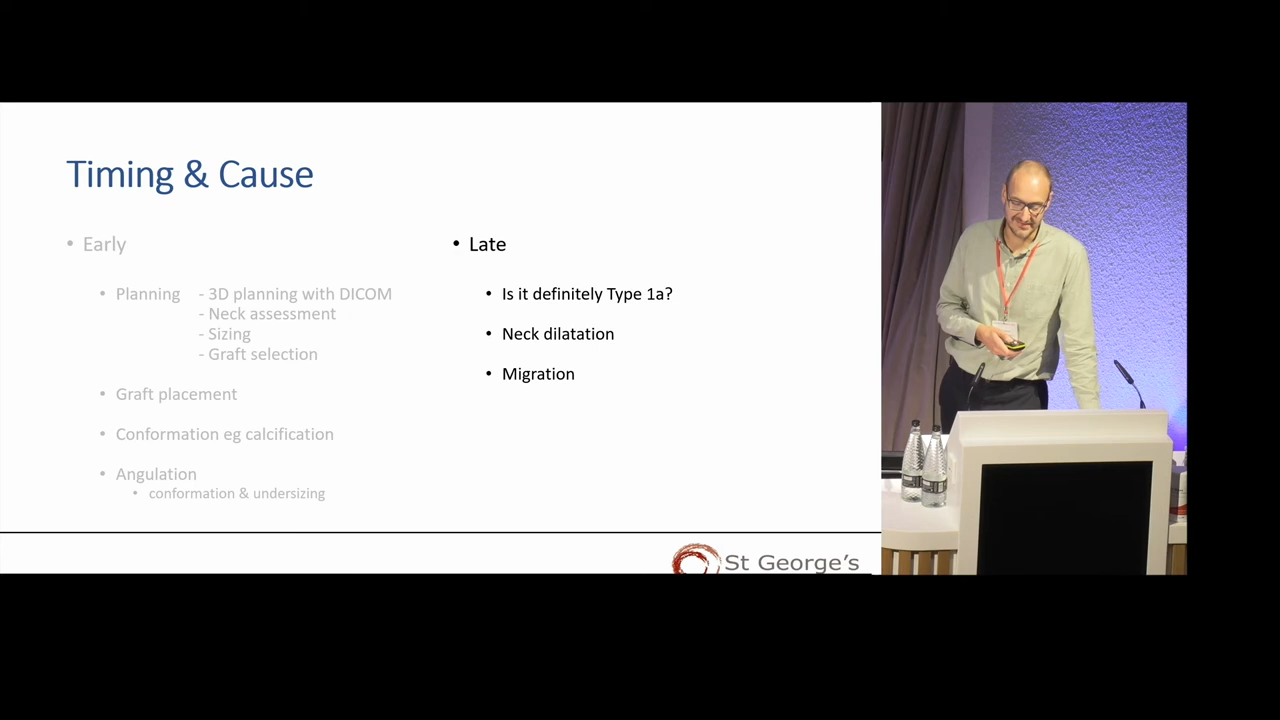 Timing & Cause
• Early
• Planning - 3D planning with DICOM
- Neck assessment
- Sizing
- Graft selection
• Graft placement
• Conformation eg calcification
• Angulation
• conformation & undersizing
• Late
• Is it definitely Type 1a?
• Neck dilatation
• Migration
St George's